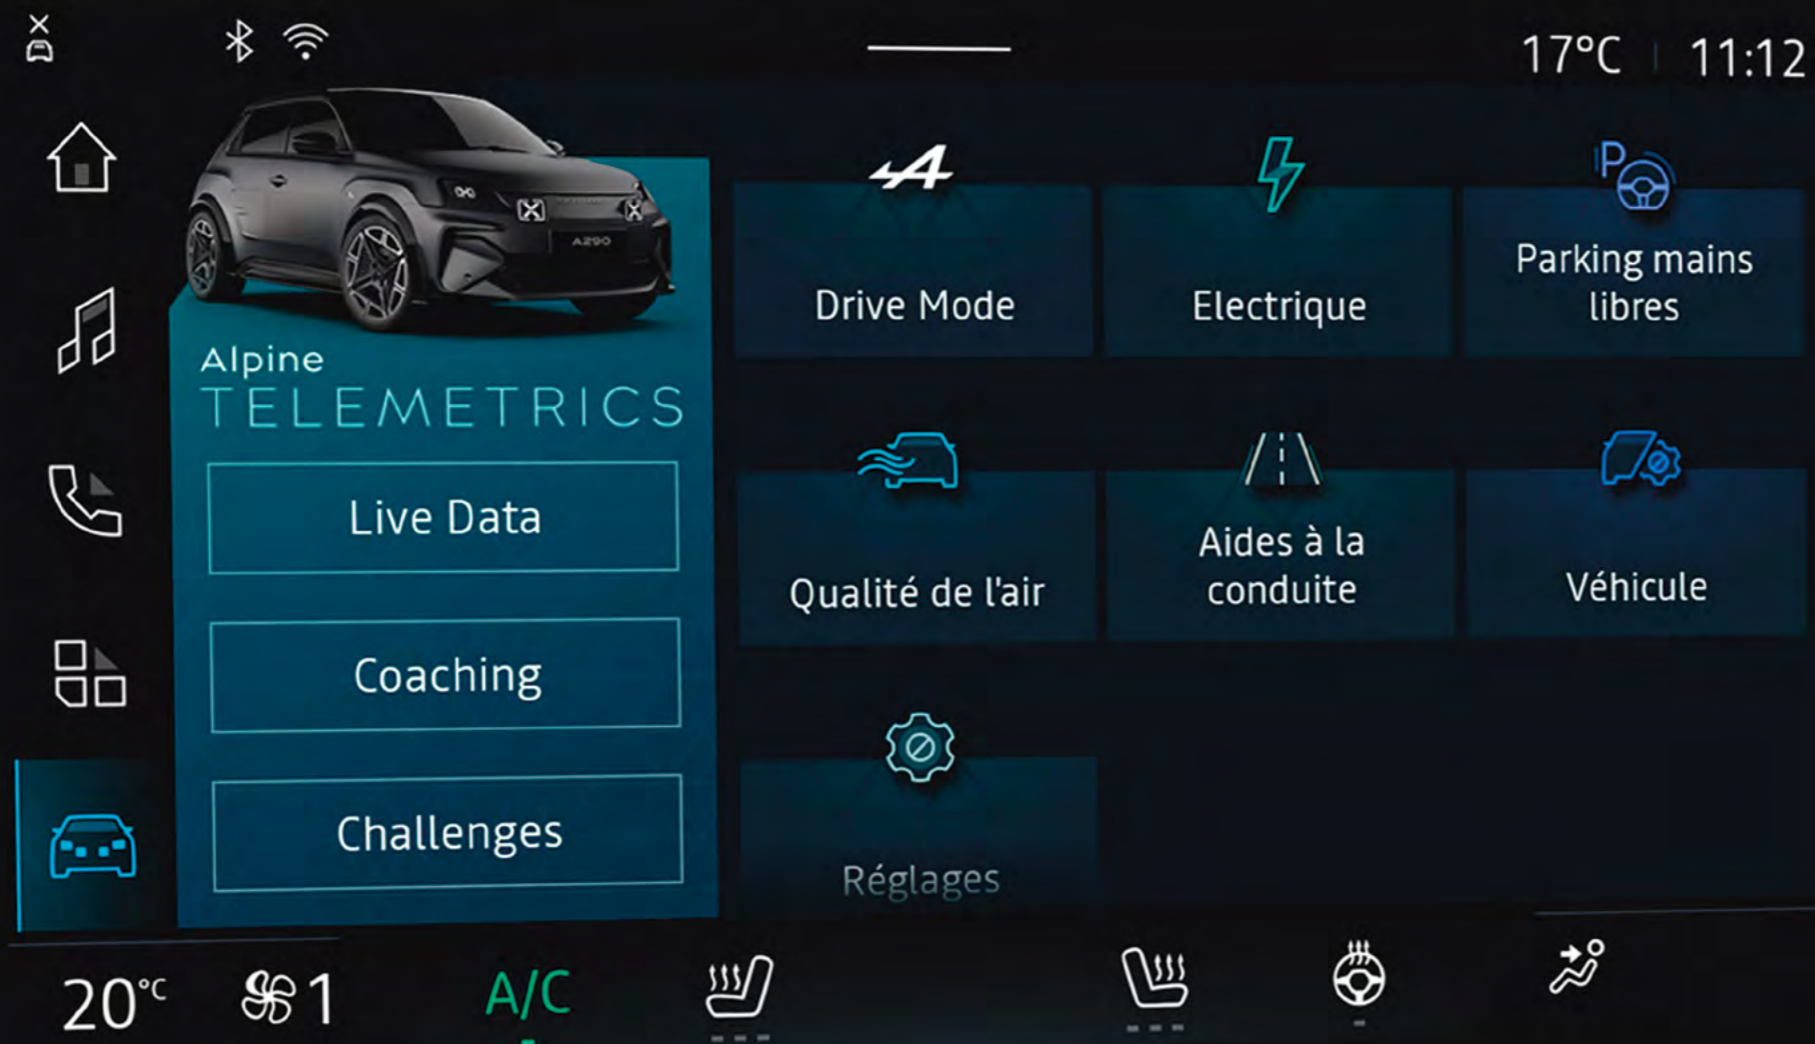 17°C 11:12
A290
Alpine
TELEMETRICS
Live Data
Coaching
Challenges
Drive Mode
Electrique
P
Parking mains
libres
Qualité de l'air
Aides à la
conduite
Véhicule
Réglages
20°C 1 A/C